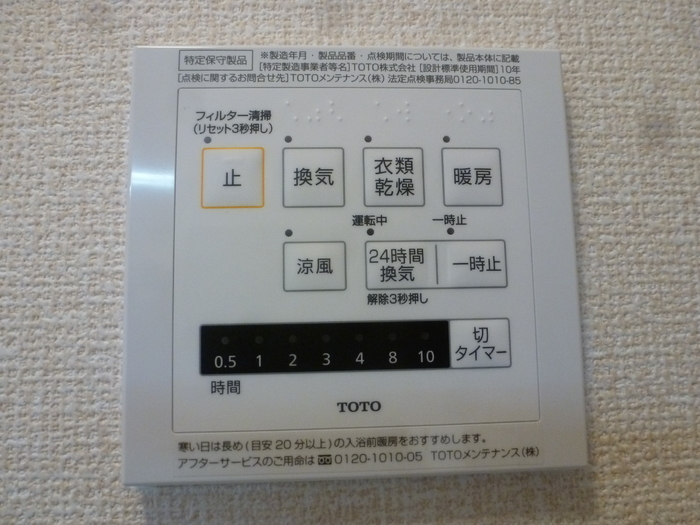 特定保守製品 ※製造年月・製品品番・点検期間については、製品本体に記載
[特定製造事業者等名]TOTO株式会社 [設計標準使用期間]10年
[点検に関するお問合せ先]TOTOメンテナンス(株) 法定点検事務局0120-1010-85
フィルター清掃
(リセット3秒押し)
止 換気 衣類乾燥 暖房
運転中 一時止
涼風 24時間換気 一時止
解除3秒押し
0.5 1 2 3 4 8 10 切タイマー
時間
TOTO
寒い日は長め(目安20分以上)の入浴前暖房をおすすめします。
アフターサービスのご用命は 0120-1010-05 TOTOメンテナンス(株)